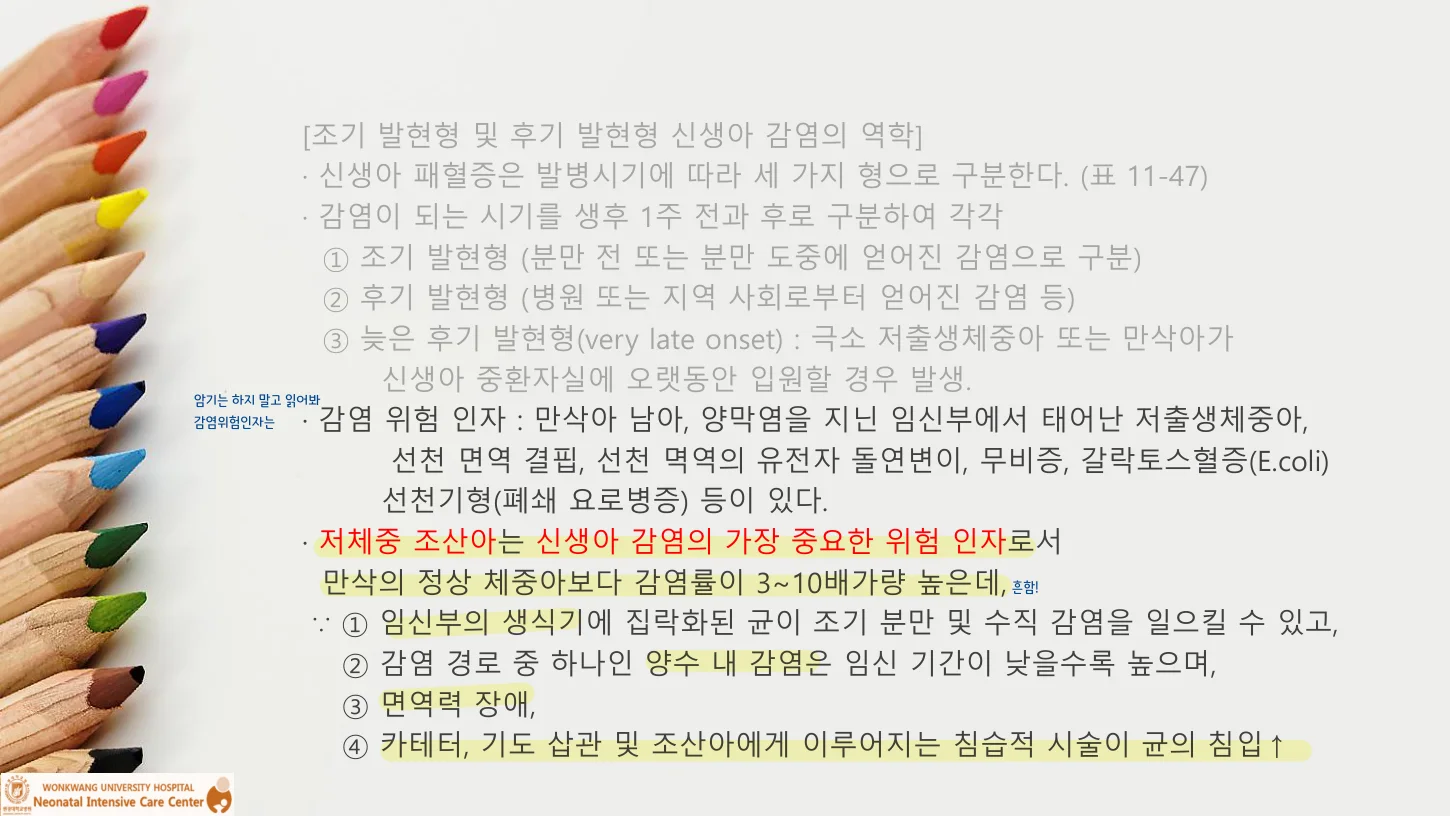 [조기 발현형 및 후기 발현형 신생아 감염의 역학]
· 신생아 패혈증은 발병시기에 따라 세 가지 형으로 구분한다. (표 11-47)
· 감염이 되는 시기를 생후 1주 전과 후로 구분하여 각각
① 조기 발현형 (분만 전 또는 분만 도중에 얻어진 감염으로 구분)
② 후기 발현형 (병원 또는 지역 사회로부터 얻어진 감염 등)
③ 늦은 후기 발현형(very late onset) : 극소 저출생체중아 또는 만삭아가
신생아 중환자실에 오랫동안 입원할 경우 발생.
암기는 하지 말고 읽어봐
감염위험인자는
· 감염 위험 인자 : 만삭아 남아, 양막염을 지닌 임신부에서 태어난 저출생체중아,
선천 면역 결핍, 선천 멱역의 유전자 돌연변이, 무비증, 갈락토스혈증(E.coli)
선천기형(폐쇄 요로병증) 등이 있다.
· 저체중 조산아는 신생아 감염의 가장 중요한 위험 인자로서
만삭의 정상 체중아보다 감염률이 3~10배가량 높은데, 흔함!
∵ ① 임신부의 생식기에 집락화된 균이 조기 분만 및 수직 감염을 일으킬 수 있고,
② 감염 경로 중 하나인 양수 내 감염은 임신 기간이 낮을수록 높으며,
③ 면역력 장애,
④ 카테터, 기도 삽관 및 조산아에게 이루어지는 침습적 시술이 균의 침입↑
WONKWANG UNIVERSITY HOSPITAL
Neonatal Intensive Care Center